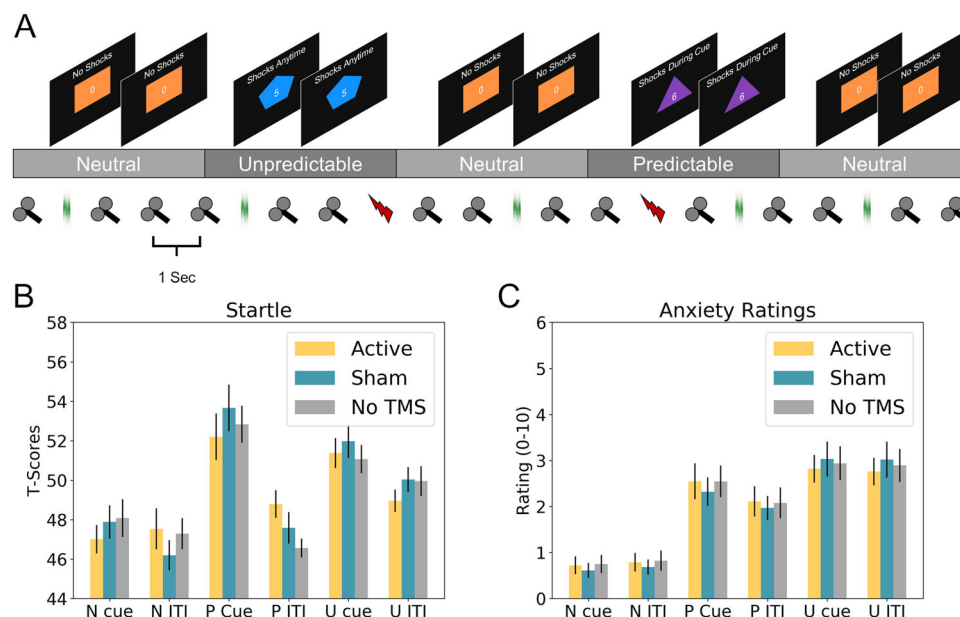 A
No Shocks
0
No Shocks
0
Shocks Anytime
5
Shocks Anytime
5
No Shocks
0
No Shocks
0
Shocks During Cue
6
Shocks During Cue
6
No Shocks
0
No Shocks
0
Neutral
Unpredictable
Neutral
Predictable
Neutral
1 Sec
B
Startle
58
56
54
52
50
48
46
44
T-Scores
Active
Sham
No TMS
N cue
N ITI
P Cue
P ITI
U cue
U ITI
C
Anxiety Ratings
6
5
4
3
2
1
0
Rating (0-10)
Active
Sham
No TMS
N cue
N ITI
P Cue
P ITI
U cue
U ITI